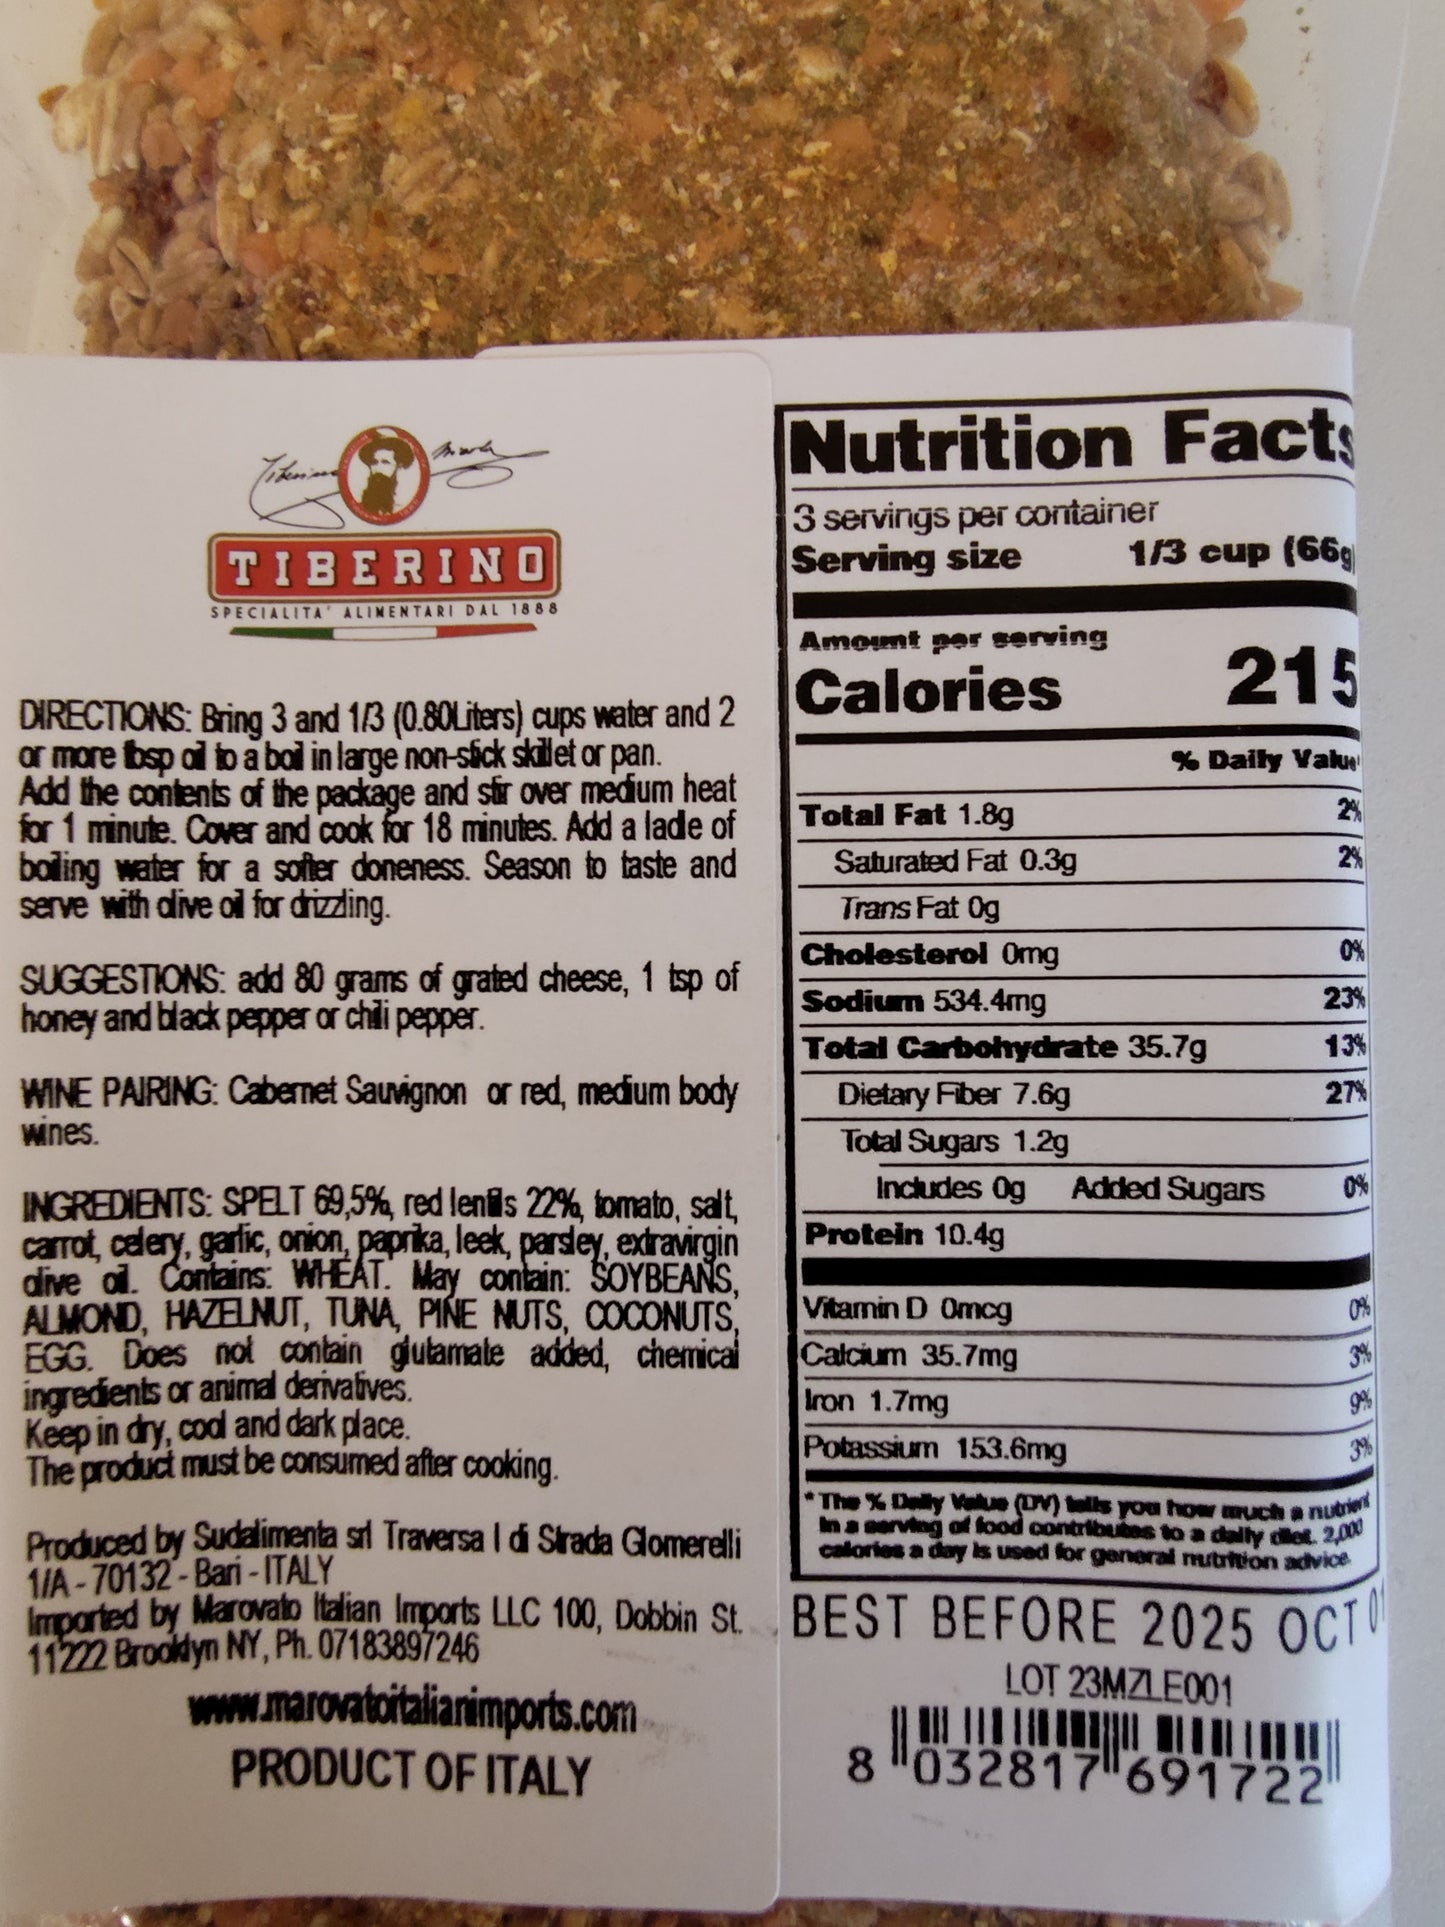 TIBERINO
SPECIALITA' ALIMENTARI DAL 1888
DIRECTIONS: Bring 3 and 1/3 (0.80Liters) cups water and 2
or more tbsp oil to a boil in large non-stick skillet or pan.
Add the contents of the package and stir over medium heat
for 1 minute. Cover and cook for 18 minutes. Add a ladle of
boiling water for a softer doneness. Season to taste and
serve with olive oil for drizzling.
SUGGESTIONS: add 80 grams of grated cheese, 1 tsp of
honey and black pepper or chili pepper.
WINE PAIRING: Cabernet Sauvignon or red, medium body
wines.
INGREDIENTS: SPELT 69,5%, red lentils 22%, tomato, salt,
carrot, celery, garlic, onion, paprika, leek, parsley, extravirgin
olive oil. Contains: WHEAT. May contain: SOYBEANS,
ALMOND, HAZELNUT, TUNA, PINE NUTS, COCONUTS,
EGG. Does not contain glutamate added, chemical
ingredients or animal derivatives.
Keep in dry, cool and dark place.
The product must be consumed after cooking.
Produced by Sudalimenta srl Traversa I di Strada Glomerelli
1/A - 70132 - Bari - ITALY
Imported by Marovato Italian Imports LLC 100, Dobbin St.
11222 Brooklyn NY, Ph. 07183897246
www.marovatoitalianimports.com
PRODUCT OF ITALY
Nutrition Facts
3 servings per container
Serving size 1/3 cup (66g)
Amount per serving
Calories 215
% Daily Value*
Total Fat 1.8g 2%
Saturated Fat 0.3g 2%
Trans Fat 0g
Cholesterol 0mg 0%
Sodium 534.4mg 23%
Total Carbohydrate 35.7g 13%
Dietary Fiber 7.6g 27%
Total Sugars 1.2g
Includes 0g Added Sugars 0%
Protein 10.4g
Vitamin D 0mcg 0%
Calcium 35.7mg 3%
Iron 1.7mg 9%
Potassium 153.6mg 3%
*The % Daily Value (DV) tells you how much a nutrient
in a serving of food contributes to a daily diet. 2,000
calories a day is used for general nutrition advice.
BEST BEFORE 2025 OCT 01
LOT 23MZLE001
8 032817 691722